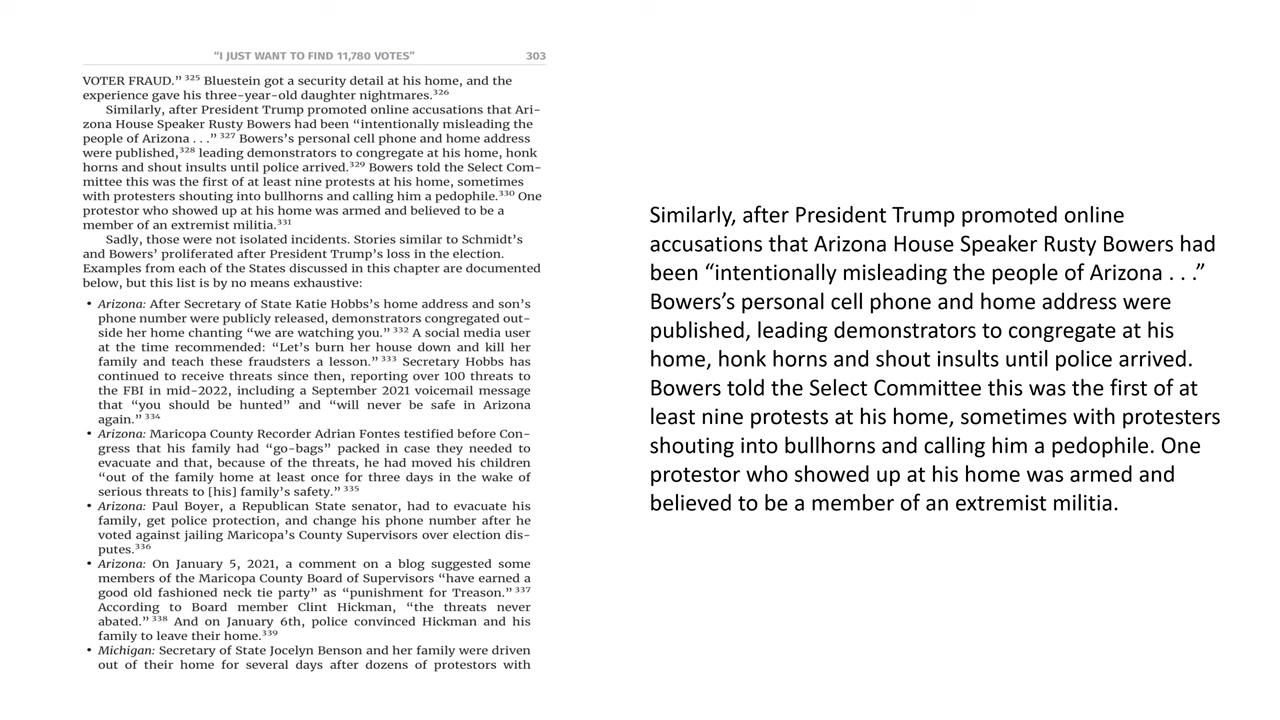 “I JUST WANT TO FIND 11,780 VOTES”
303
VOTER FRAUD.” 325 Bluestein got a security detail at his home, and the
experience gave his three-year-old daughter nightmares.326
Similarly, after President Trump promoted online accusations that Ari-
zona House Speaker Rusty Bowers had been “intentionally misleading the
people of Arizona . . .” 327 Bowers’s personal cell phone and home address
were published,328 leading demonstrators to congregate at his home, honk
horns and shout insults until police arrived.329 Bowers told the Select Com-
mittee this was the first of at least nine protests at his home, sometimes
with protesters shouting into bullhorns and calling him a pedophile.330 One
protestor who showed up at his home was armed and believed to be a
member of an extremist militia.331
Sadly, those were not isolated incidents. Stories similar to Schmidt’s
and Bowers’ proliferated after President Trump’s loss in the election.
Examples from each of the States discussed in this chapter are documented
below, but this list is by no means exhaustive:
• Arizona: After Secretary of State Katie Hobbs’s home address and son’s
phone number were publicly released, demonstrators congregated out-
side her home chanting “we are watching you.” 332 A social media user
at the time recommended: “Let’s burn her house down and kill her
family and teach these fraudsters a lesson.” 333 Secretary Hobbs has
continued to receive threats since then, reporting over 100 threats to
the FBI in mid-2022, including a September 2021 voicemail message
that “you should be hunted” and “will never be safe in Arizona
again.” 334
• Arizona: Maricopa County Recorder Adrian Fontes testified before Con-
gress that his family had “go-bags” packed in case they needed to
evacuate and that, because of the threats, he had moved his children
“out of the family home at least once for three days in the wake of
serious threats to [his] family’s safety.” 335
• Arizona: Paul Boyer, a Republican State senator, had to evacuate his
family, get police protection, and change his phone number after he
voted against jailing Maricopa’s County Supervisors over election dis-
putes.336
• Arizona: On January 5, 2021, a comment on a blog suggested some
members of the Maricopa County Board of Supervisors “have earned a
good old fashioned neck tie party” as “punishment for Treason.” 337
According to Board member Clint Hickman, “the threats never
abated.” 338 And on January 6th, police convinced Hickman and his
family to leave their home.339
• Michigan: Secretary of State Jocelyn Benson and her family were driven
out of their home for several days after dozens of protestors with
Similarly, after President Trump promoted online
accusations that Arizona House Speaker Rusty Bowers had
been “intentionally misleading the people of Arizona . . .”
Bowers’s personal cell phone and home address were
published, leading demonstrators to congregate at his
home, honk horns and shout insults until police arrived.
Bowers told the Select Committee this was the first of at
least nine protests at his home, sometimes with protesters
shouting into bullhorns and calling him a pedophile. One
protestor who showed up at his home was armed and
believed to be a member of an extremist militia.